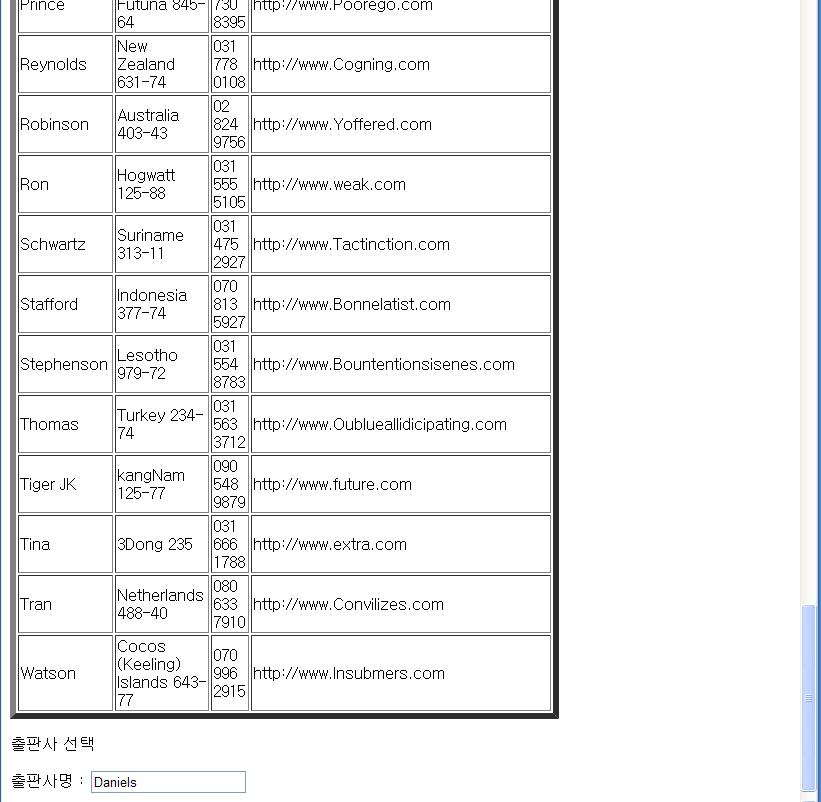 Prince
Futuna 845-
64
730
8395
http://www.Poorego.com
Reynolds
New
Zealand
631-74
031
778
0108
http://www.Cogning.com
Robinson
Australia
403-43
02
824
9756
http://www.Yoffered.com
Ron
Hogwatt
125-88
031
555
5105
http://www.weak.com
Schwartz
Suriname
313-11
031
475
2927
http://www.Tactinction.com
Stafford
Indonesia
377-74
070
813
5927
http://www.Bonnelatist.com
Stephenson
Lesotho
979-72
031
554
8783
http://www.Bountentionsisenes.com
Thomas
Turkey 234-
74
031
563
3712
http://www.Oublueallidicipating.com
Tiger JK
kangNam
125-77
090
548
9879
http://www.future.com
Tina
3Dong 235
031
666
1788
http://www.extra.com
Tran
Netherlands
488-40
080
633
7910
http://www.Convilizes.com
Watson
Cocos
(Keeling)
Islands 643-
77
070
996
2915
http://www.Insubmers.com
출판사 선택
출판사명 : Daniels